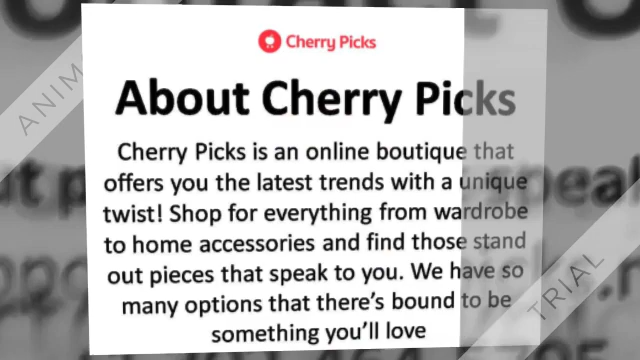 Cherry Picks
About Cherry Picks
Cherry Picks is an online boutique that
offers you the latest trends with a unique
twist! Shop for everything from wardrobe
to home accessories and find those stand
out pieces that speak to you. We have so
many options that there's bound to be
something you'll love
ANIM
TRIAL